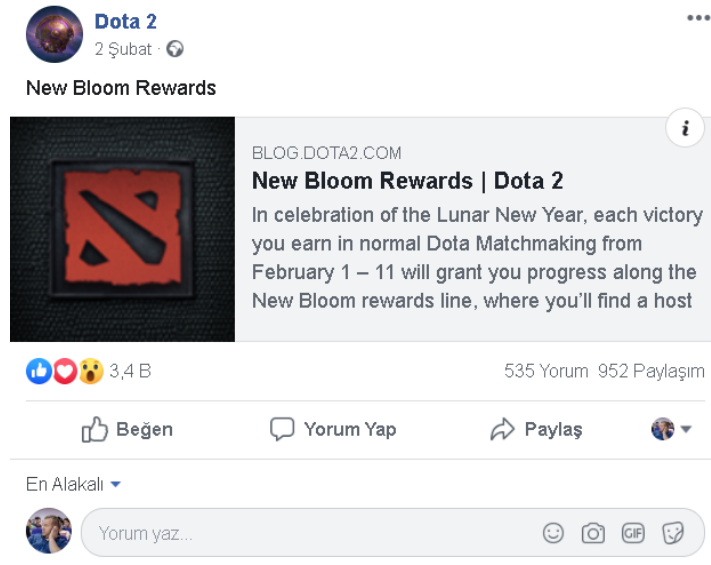 Dota 2
2 Şubat ·
New Bloom Rewards
i
BLOG.DOTA2.COM
New Bloom Rewards | Dota 2
In celebration of the Lunar New Year, each victory
you earn in normal Dota Matchmaking from
February 1 – 11 will grant you progress along the
New Bloom rewards line, where you'll find a host
3,4 B 535 Yorum 952 Paylaşım
Beğen Yorum Yap Paylaş
En Alakalı
Yorum yaz... GIF